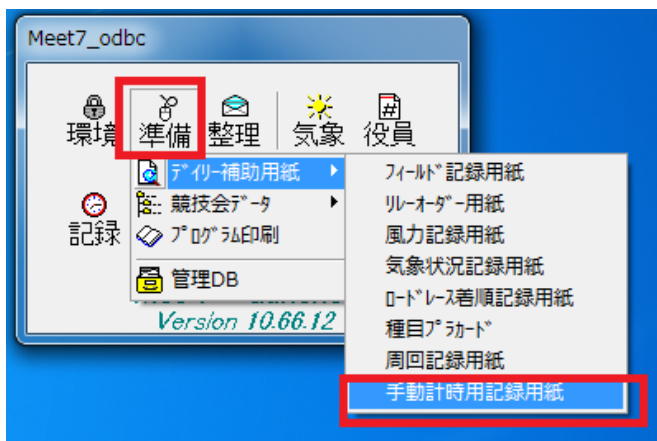 Meet7_odbc
環境 準備 整理 気象 役員
ﾃﾞｲﾘｰ補助用紙
競技会ﾃﾞｰﾀ
記録
ﾌﾟﾛｸﾞﾗﾑ印刷
管理DB
Version 10.66.12
ﾌｨｰﾙﾄﾞ記録用紙
ﾘﾚｰｵｰﾀﾞｰ用紙
風力記録用紙
気象状況記録用紙
ﾛｰﾄﾞﾚｰｽ着順記録用紙
種目ﾌﾟﾗｶｰﾄﾞ
周回記録用紙
手動計時用記録用紙